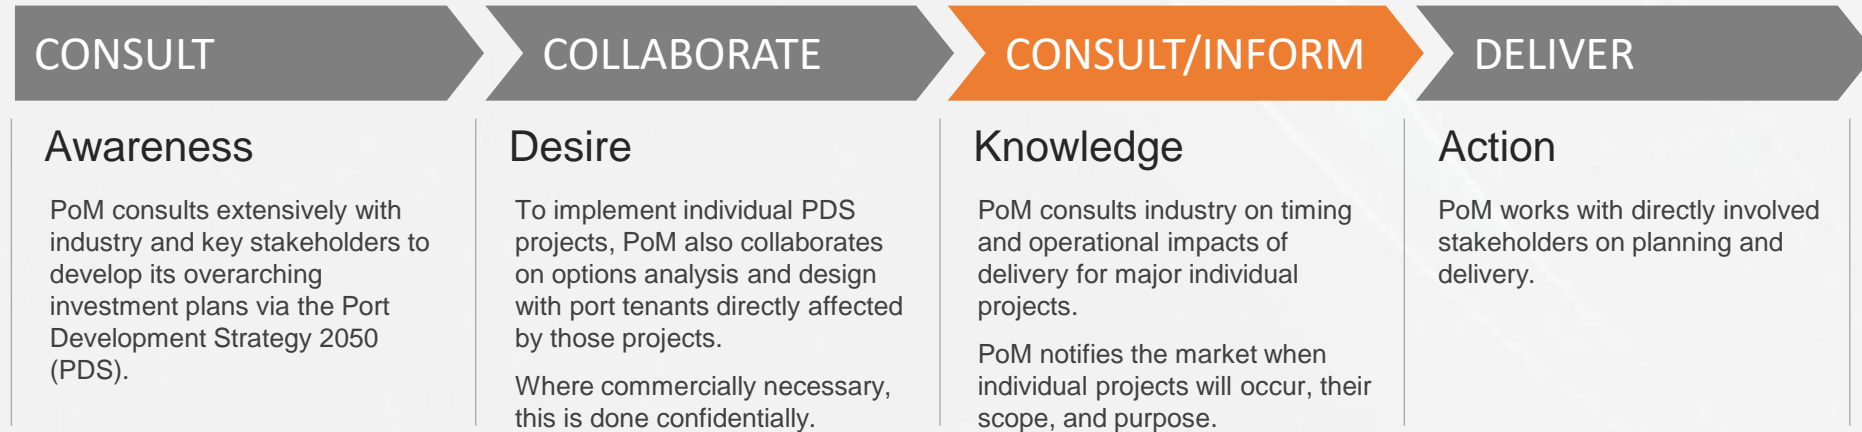 CONSULT
COLLABORATE
CONSULT/INFORM
DELIVER
Awareness
PoM consults extensively with
industry and key stakeholders to
develop its overarching
investment plans via the Port
Development Strategy 2050
(PDS).
Desire
To implement individual PDS
projects, PoM also collaborates
on options analysis and design
with port tenants directly affected
by those projects.
Where commercially necessary,
this is done confidentially.
Knowledge
PoM consults industry on timing
and operational impacts of
delivery for major individual
projects.
PoM notifies the market when
individual projects will occur, their
scope, and purpose.
Action
PoM works with directly involved
stakeholders on planning and
delivery.